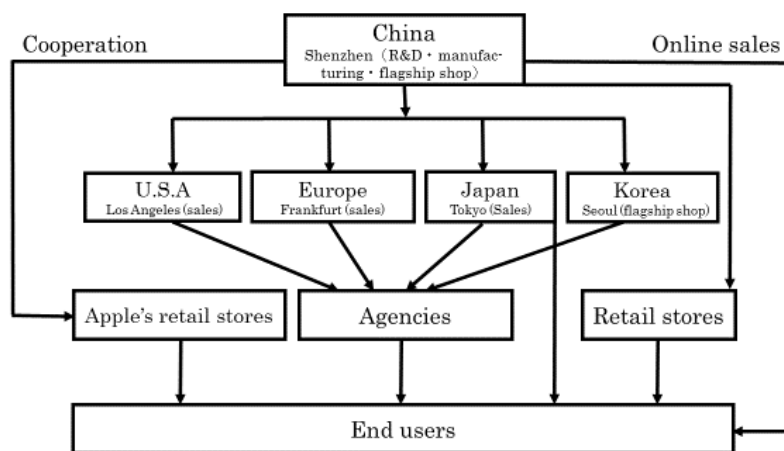 Cooperation
China
Shenzhen（R&D・manufac-
turing・flagship shop）
Online sales
U.S.A
Los Angeles (sales)
Europe
Frankfurt (sales)
Japan
Tokyo (Sales)
Korea
Seoul (flagship shop)
Apple's retail stores
Agencies
Retail stores
End users